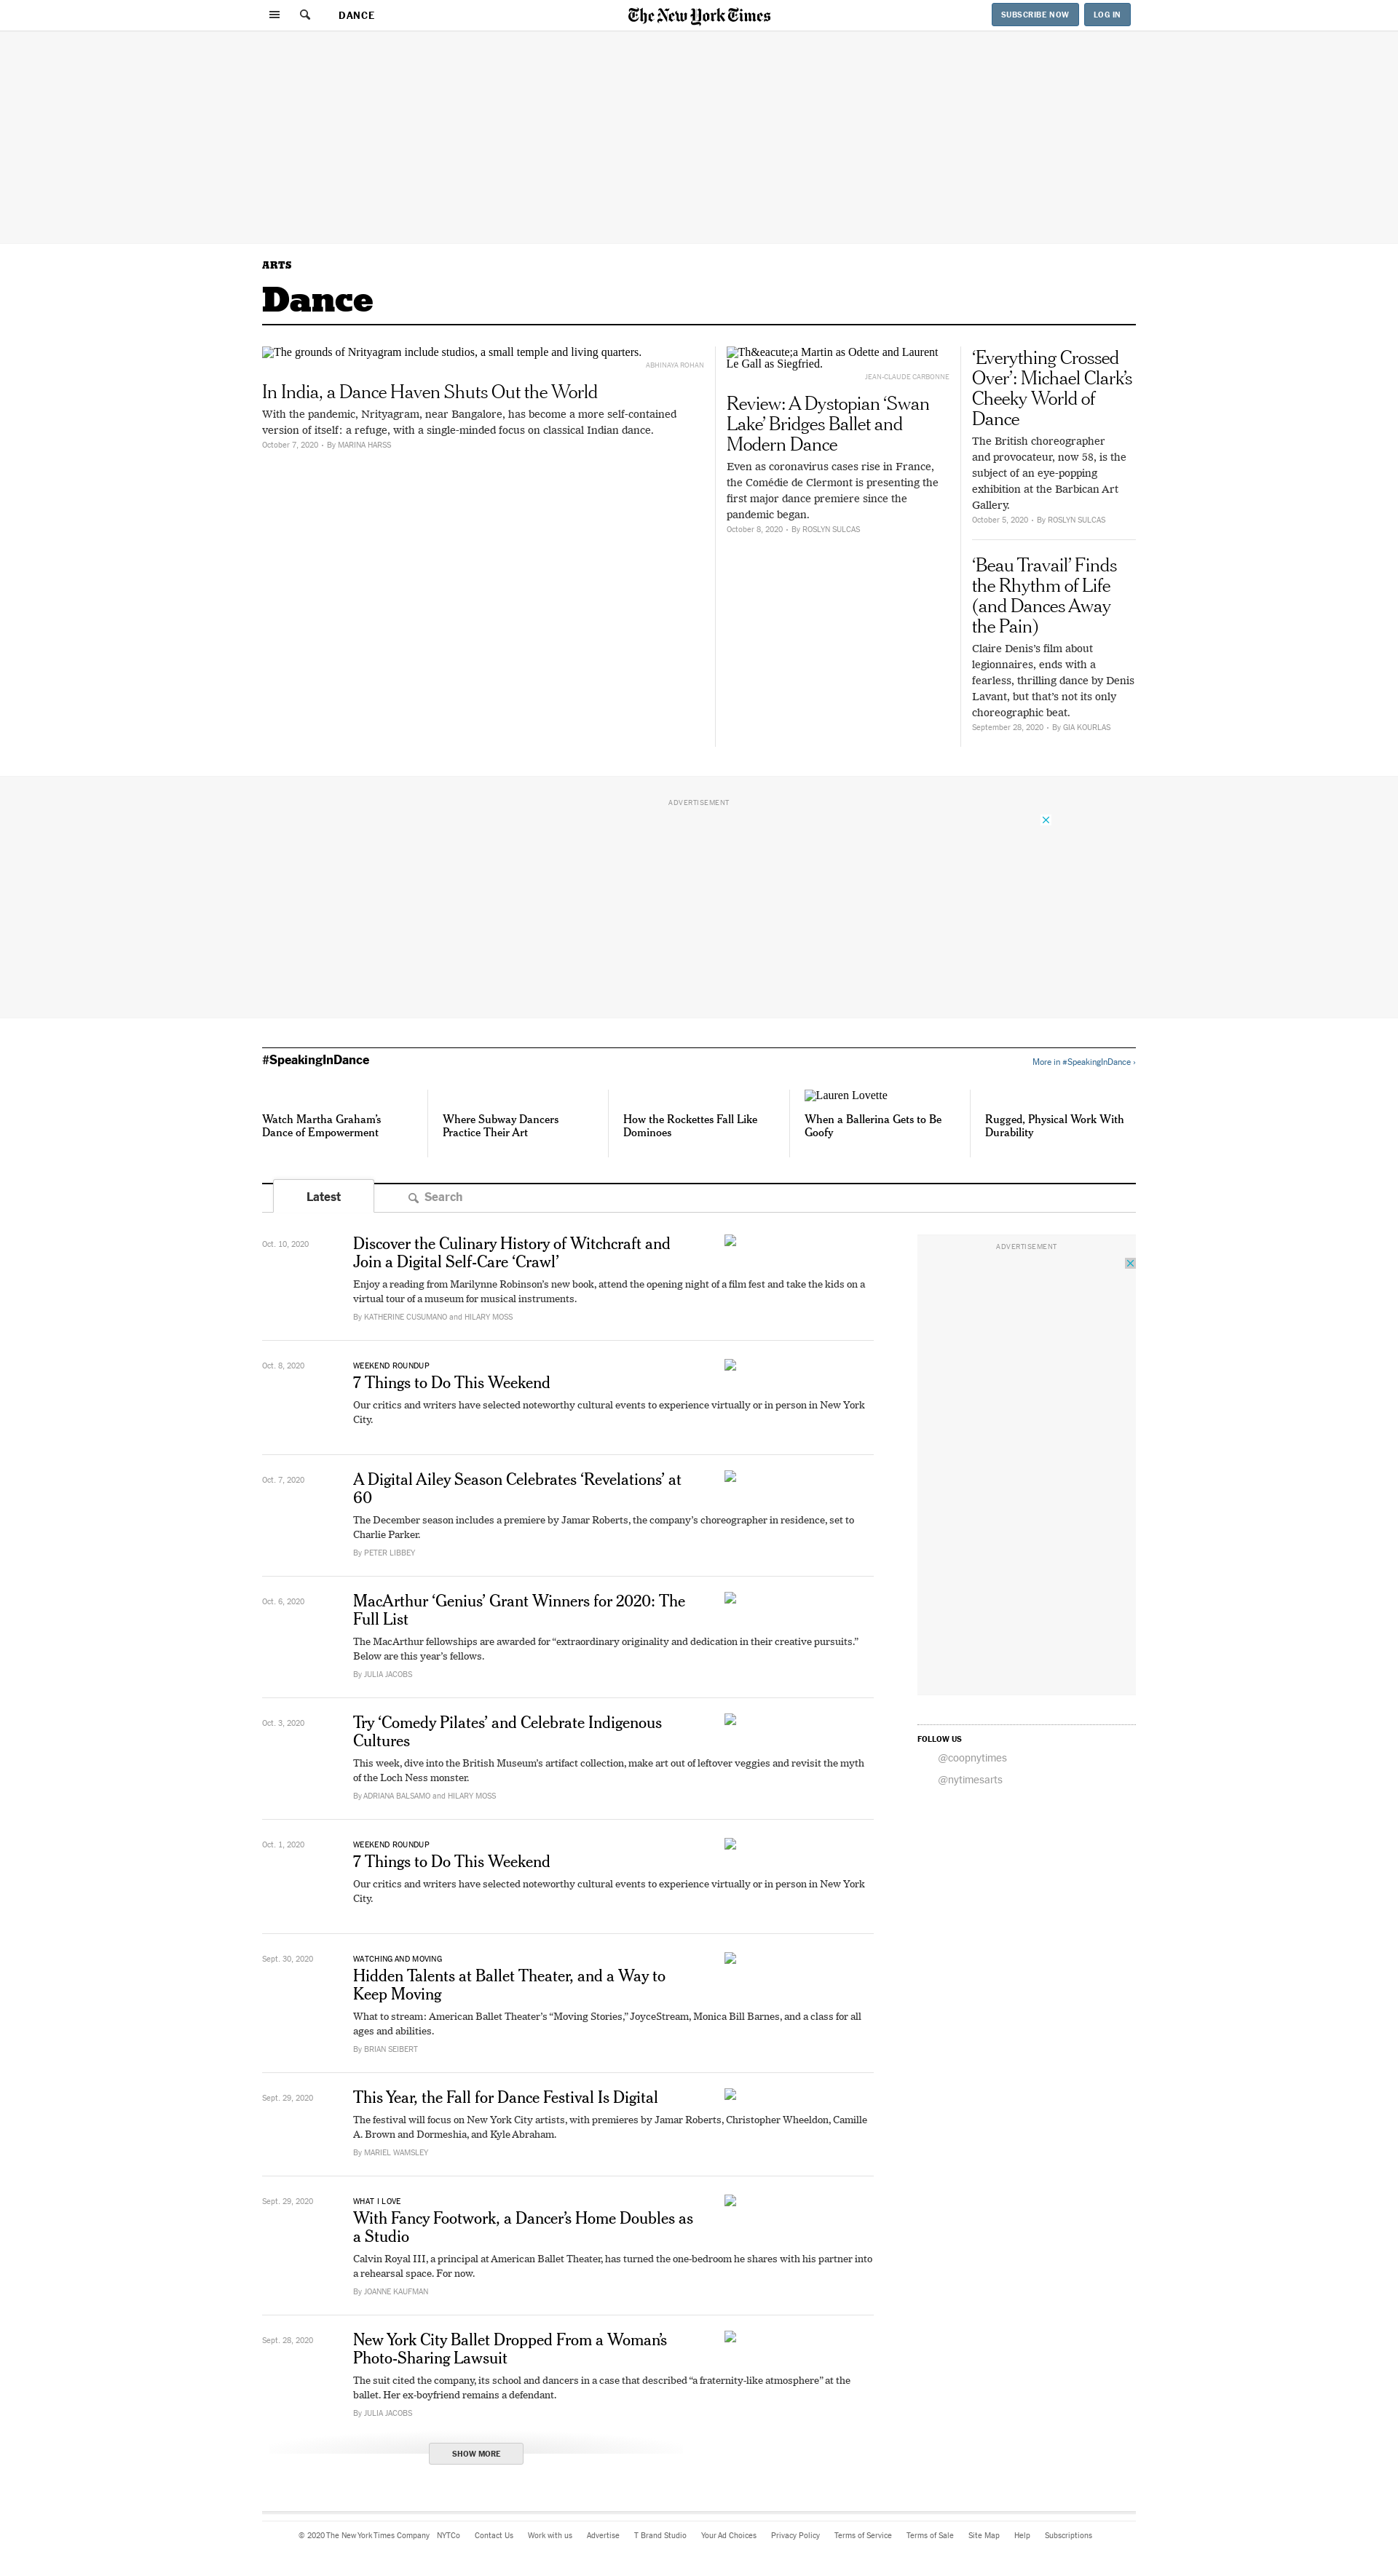 DANCE
The New York Times
SUBSCRIBE NOW
LOG IN
ARTS
Dance
The grounds of Nrityagram include studios, a small temple and living quarters.
ABHINAYA ROHAN
In India, a Dance Haven Shuts Out the World
With the pandemic, Nrityagram, near Bangalore, has become a more self-contained
version of itself: a refuge, with a single-minded focus on classical Indian dance.
October 7, 2020 • By MARINA HARSS
Th&eacute;a Martin as Odette and Laurent
Le Gall as Siegfried.
JEAN-CLAUDE CARBONNE
Review: A Dystopian ‘Swan
Lake’ Bridges Ballet and
Modern Dance
Even as coronavirus cases rise in France,
the Comédie de Clermont is presenting the
first major dance premiere since the
pandemic began.
October 8, 2020 • By ROSLYN SULCAS
‘Everything Crossed
Over’: Michael Clark’s
Cheeky World of
Dance
The British choreographer
and provocateur, now 58, is the
subject of an eye-popping
exhibition at the Barbican Art
Gallery.
October 5, 2020 • By ROSLYN SULCAS
‘Beau Travail’ Finds
the Rhythm of Life
(and Dances Away
the Pain)
Claire Denis’s film about
legionnaires, ends with a
fearless, thrilling dance by Denis
Lavant, but that’s not its only
choreographic beat.
September 28, 2020 • By GIA KOURLAS
ADVERTISEMENT
#SpeakingInDance
More in #SpeakingInDance ›
Watch Martha Graham’s
Dance of Empowerment
Where Subway Dancers
Practice Their Art
How the Rockettes Fall Like
Dominoes
Lauren Lovette
When a Ballerina Gets to Be
Goofy
Rugged, Physical Work With
Durability
Latest
Search
Oct. 10, 2020
Discover the Culinary History of Witchcraft and
Join a Digital Self-Care ‘Crawl’
Enjoy a reading from Marilynne Robinson’s new book, attend the opening night of a film fest and take the kids on a
virtual tour of a museum for musical instruments.
By KATHERINE CUSUMANO and HILARY MOSS
ADVERTISEMENT
Oct. 8, 2020
WEEKEND ROUNDUP
7 Things to Do This Weekend
Our critics and writers have selected noteworthy cultural events to experience virtually or in person in New York
City.
Oct. 7, 2020
A Digital Ailey Season Celebrates ‘Revelations’ at
60
The December season includes a premiere by Jamar Roberts, the company’s choreographer in residence, set to
Charlie Parker.
By PETER LIBBEY
Oct. 6, 2020
MacArthur ‘Genius’ Grant Winners for 2020: The
Full List
The MacArthur fellowships are awarded for “extraordinary originality and dedication in their creative pursuits.”
Below are this year’s fellows.
By JULIA JACOBS
Oct. 3, 2020
Try ‘Comedy Pilates’ and Celebrate Indigenous
Cultures
This week, dive into the British Museum’s artifact collection, make art out of leftover veggies and revisit the myth
of the Loch Ness monster.
By ADRIANA BALSAMO and HILARY MOSS
FOLLOW US
@coopnytimes
@nytimesarts
Oct. 1, 2020
WEEKEND ROUNDUP
7 Things to Do This Weekend
Our critics and writers have selected noteworthy cultural events to experience virtually or in person in New York
City.
Sept. 30, 2020
WATCHING AND MOVING
Hidden Talents at Ballet Theater, and a Way to
Keep Moving
What to stream: American Ballet Theater’s “Moving Stories,” JoyceStream, Monica Bill Barnes, and a class for all
ages and abilities.
By BRIAN SEIBERT
Sept. 29, 2020
This Year, the Fall for Dance Festival Is Digital
The festival will focus on New York City artists, with premieres by Jamar Roberts, Christopher Wheeldon, Camille
A. Brown and Dormeshia, and Kyle Abraham.
By MARIEL WAMSLEY
Sept. 29, 2020
WHAT I LOVE
With Fancy Footwork, a Dancer’s Home Doubles as
a Studio
Calvin Royal III, a principal at American Ballet Theater, has turned the one-bedroom he shares with his partner into
a rehearsal space. For now.
By JOANNE KAUFMAN
Sept. 28, 2020
New York City Ballet Dropped From a Woman’s
Photo-Sharing Lawsuit
The suit cited the company, its school and dancers in a case that described “a fraternity-like atmosphere” at the
ballet. Her ex-boyfriend remains a defendant.
By JULIA JACOBS
SHOW MORE
© 2020 The New York Times Company NYTCo Contact Us Work with us Advertise T Brand Studio Your Ad Choices Privacy Policy Terms of Service Terms of Sale Site Map Help Subscriptions